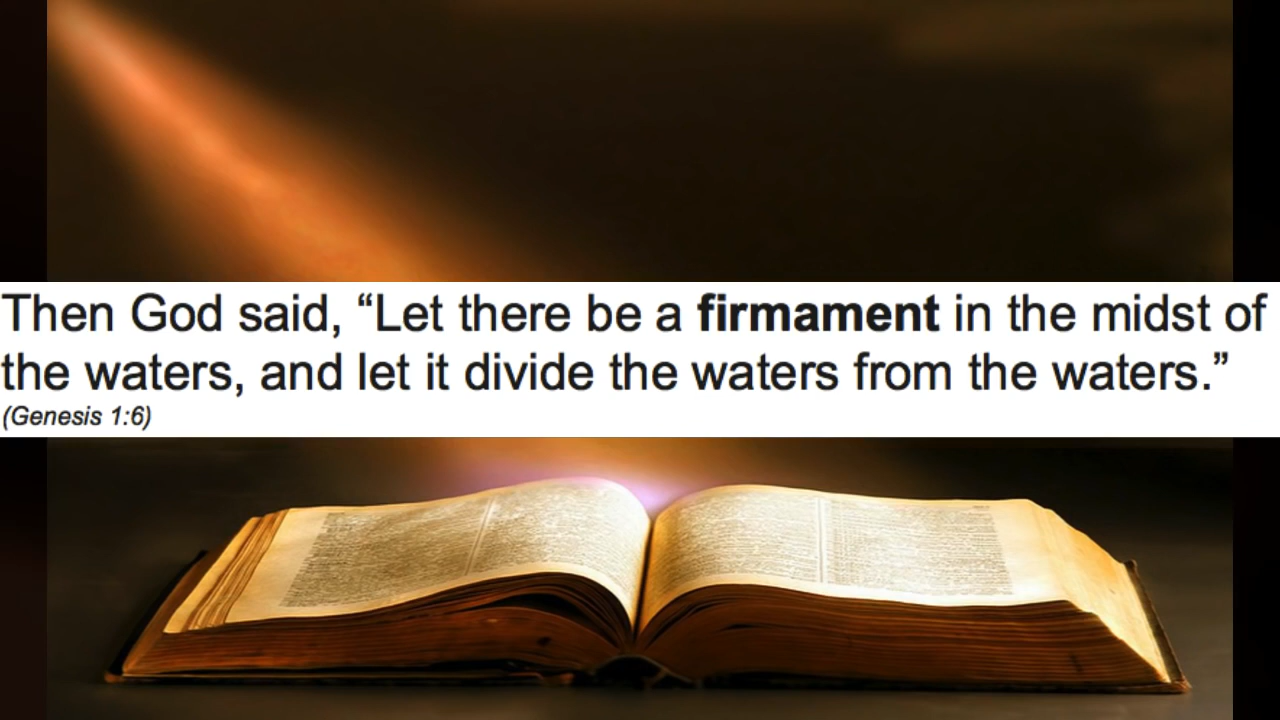 Then God said, “Let there be a firmament in the midst of
the waters, and let it divide the waters from the waters.”
(Genesis 1:6)